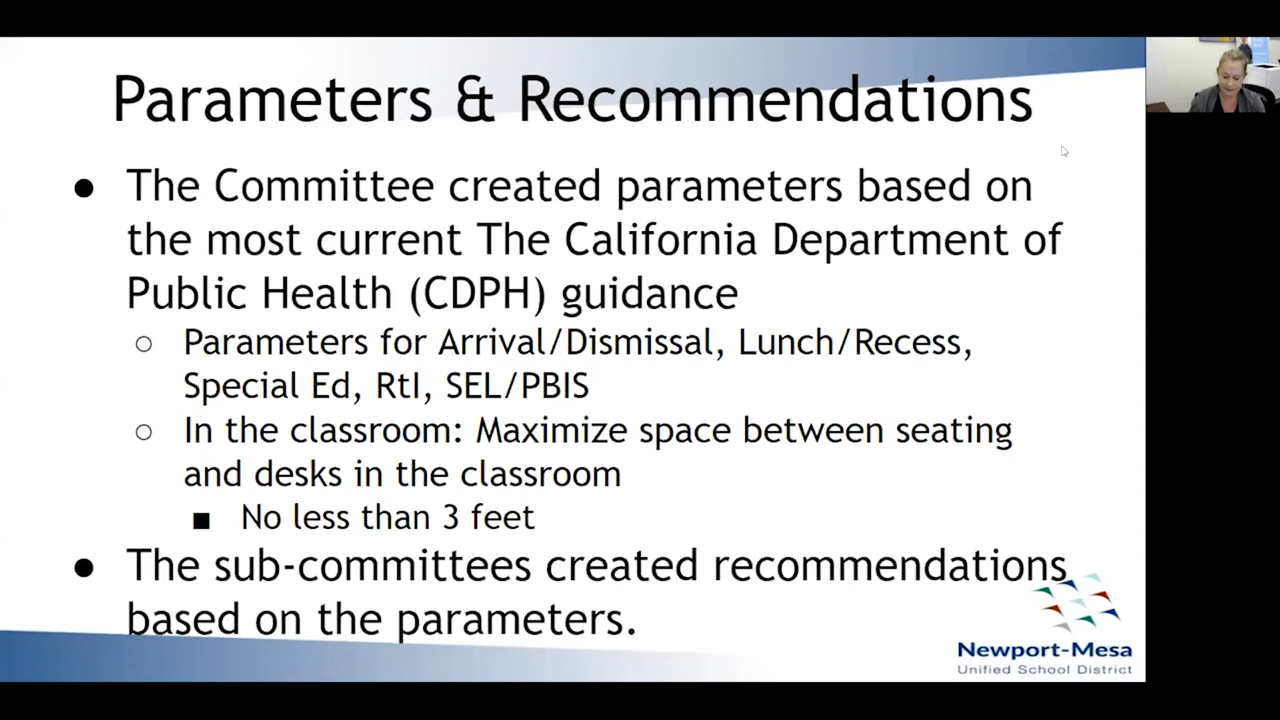 Parameters & Recommendations
● The Committee created parameters based on
the most current The California Department of
Public Health (CDPH) guidance
○ Parameters for Arrival/Dismissal, Lunch/Recess,
Special Ed, RtI, SEL/PBIS
○ In the classroom: Maximize space between seating
and desks in the classroom
■ No less than 3 feet
● The sub-committees created recommendations
based on the parameters.
Newport-Mesa
Unified School District